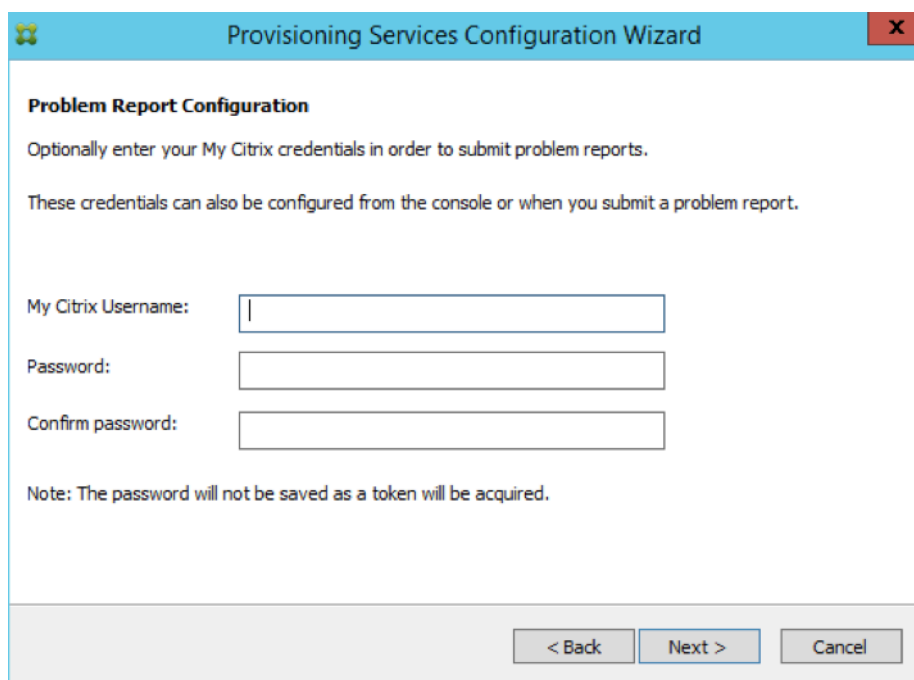 Provisioning Services Configuration Wizard
x
Problem Report Configuration
Optionally enter your My Citrix credentials in order to submit problem reports.
These credentials can also be configured from the console or when you submit a problem report.
My Citrix Username:
Password:
Confirm password:
Note: The password will not be saved as a token will be acquired.
< Back Next > Cancel